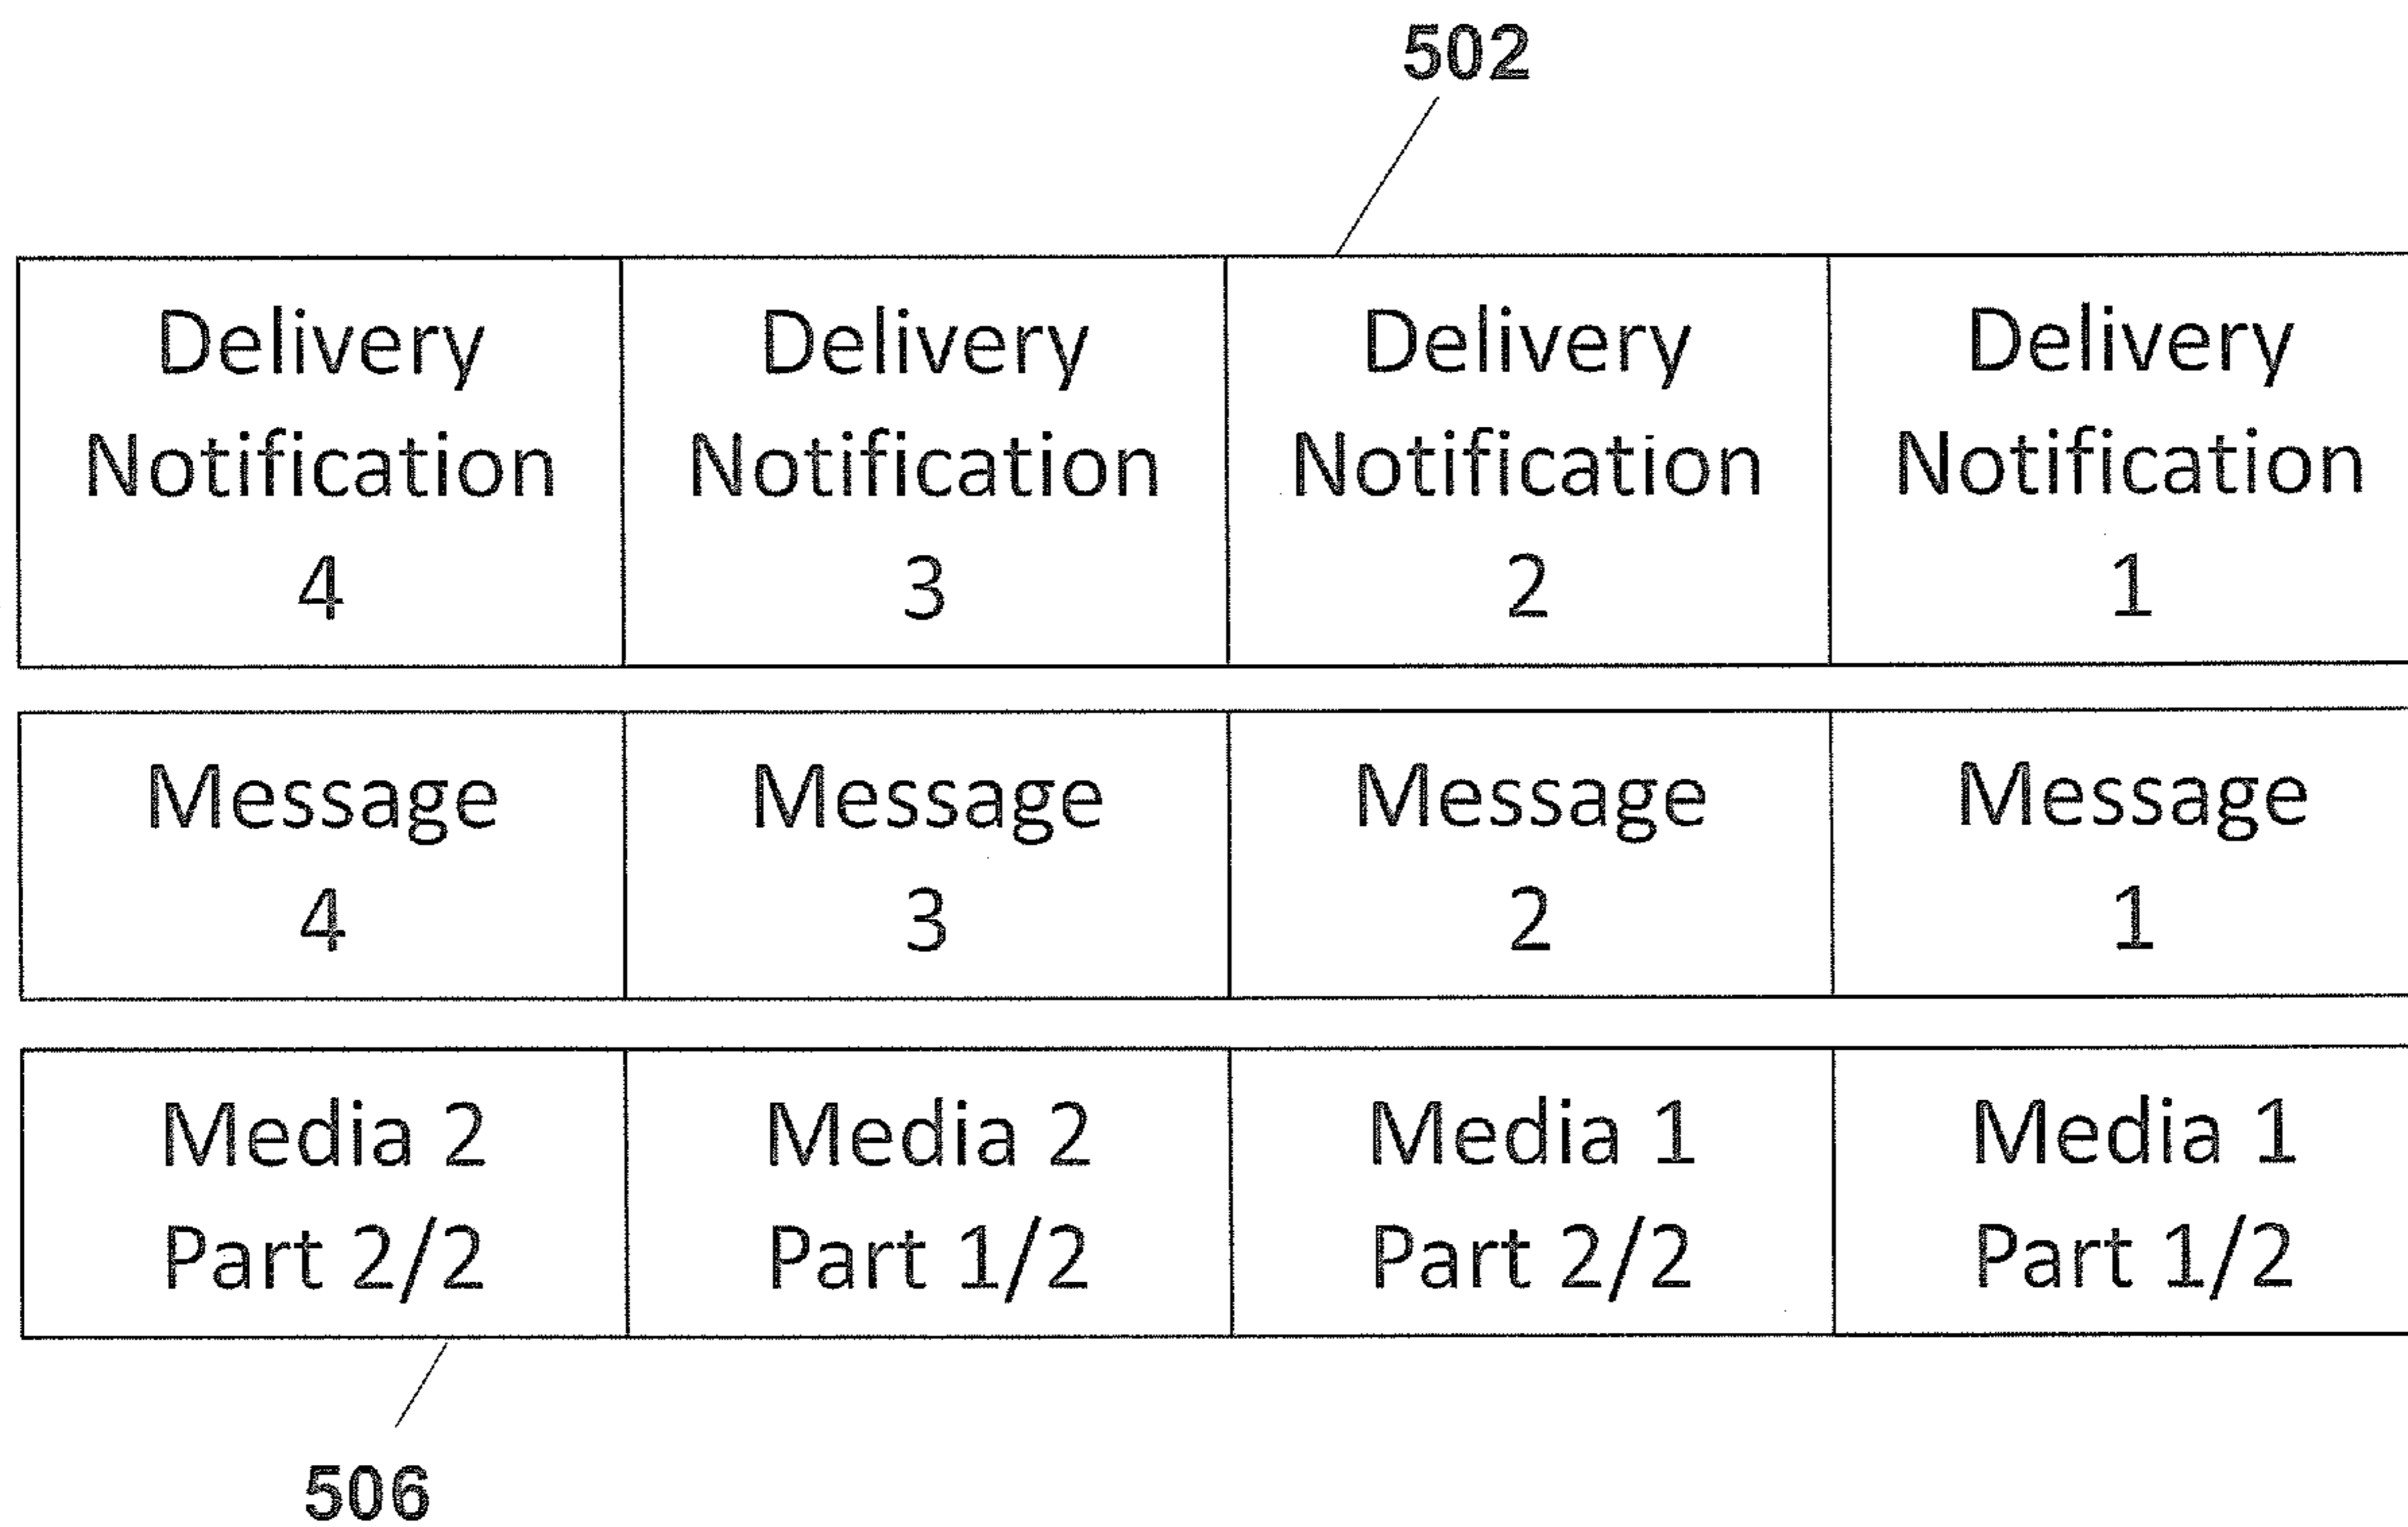 502
Delivery Notification 4
Delivery Notification 3
Delivery Notification 2
Delivery Notification 1
Message 4
Message 3
Message 2
Message 1
Media 2 Part 2/2
Media 2 Part 1/2
Media 1 Part 2/2
Media 1 Part 1/2
506